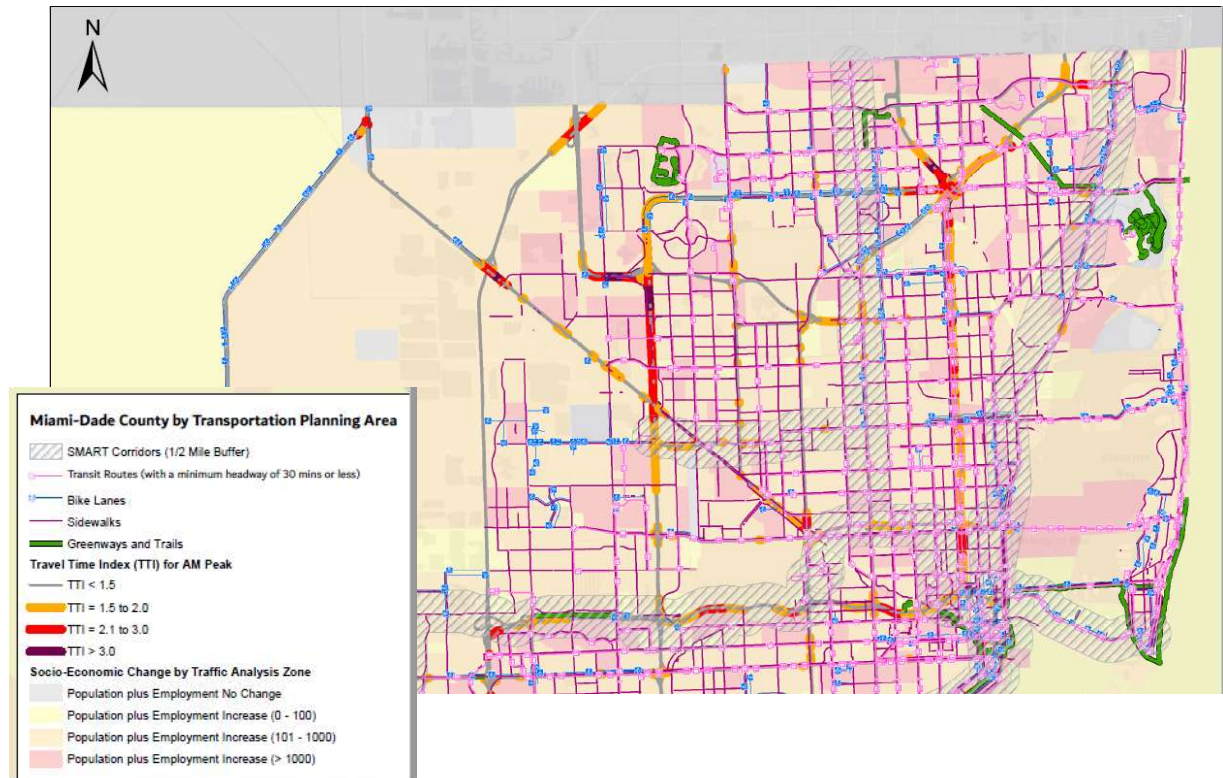 N
Miami-Dade County by Transportation Planning Area
SMART Corridors (1/2 Mile Buffer)
Transit Routes (with a minimum headway of 30 mins or less)
Bike Lanes
Sidewalks
Greenways and Trails
Travel Time Index (TTI) for AM Peak
TTI < 1.5
TTI = 1.5 to 2.0
TTI = 2.1 to 3.0
TTI > 3.0
Socio-Economic Change by Traffic Analysis Zone
Population plus Employment No Change
Population plus Employment Increase (0 - 100)
Population plus Employment Increase (101 - 1000)
Population plus Employment Increase (> 1000)